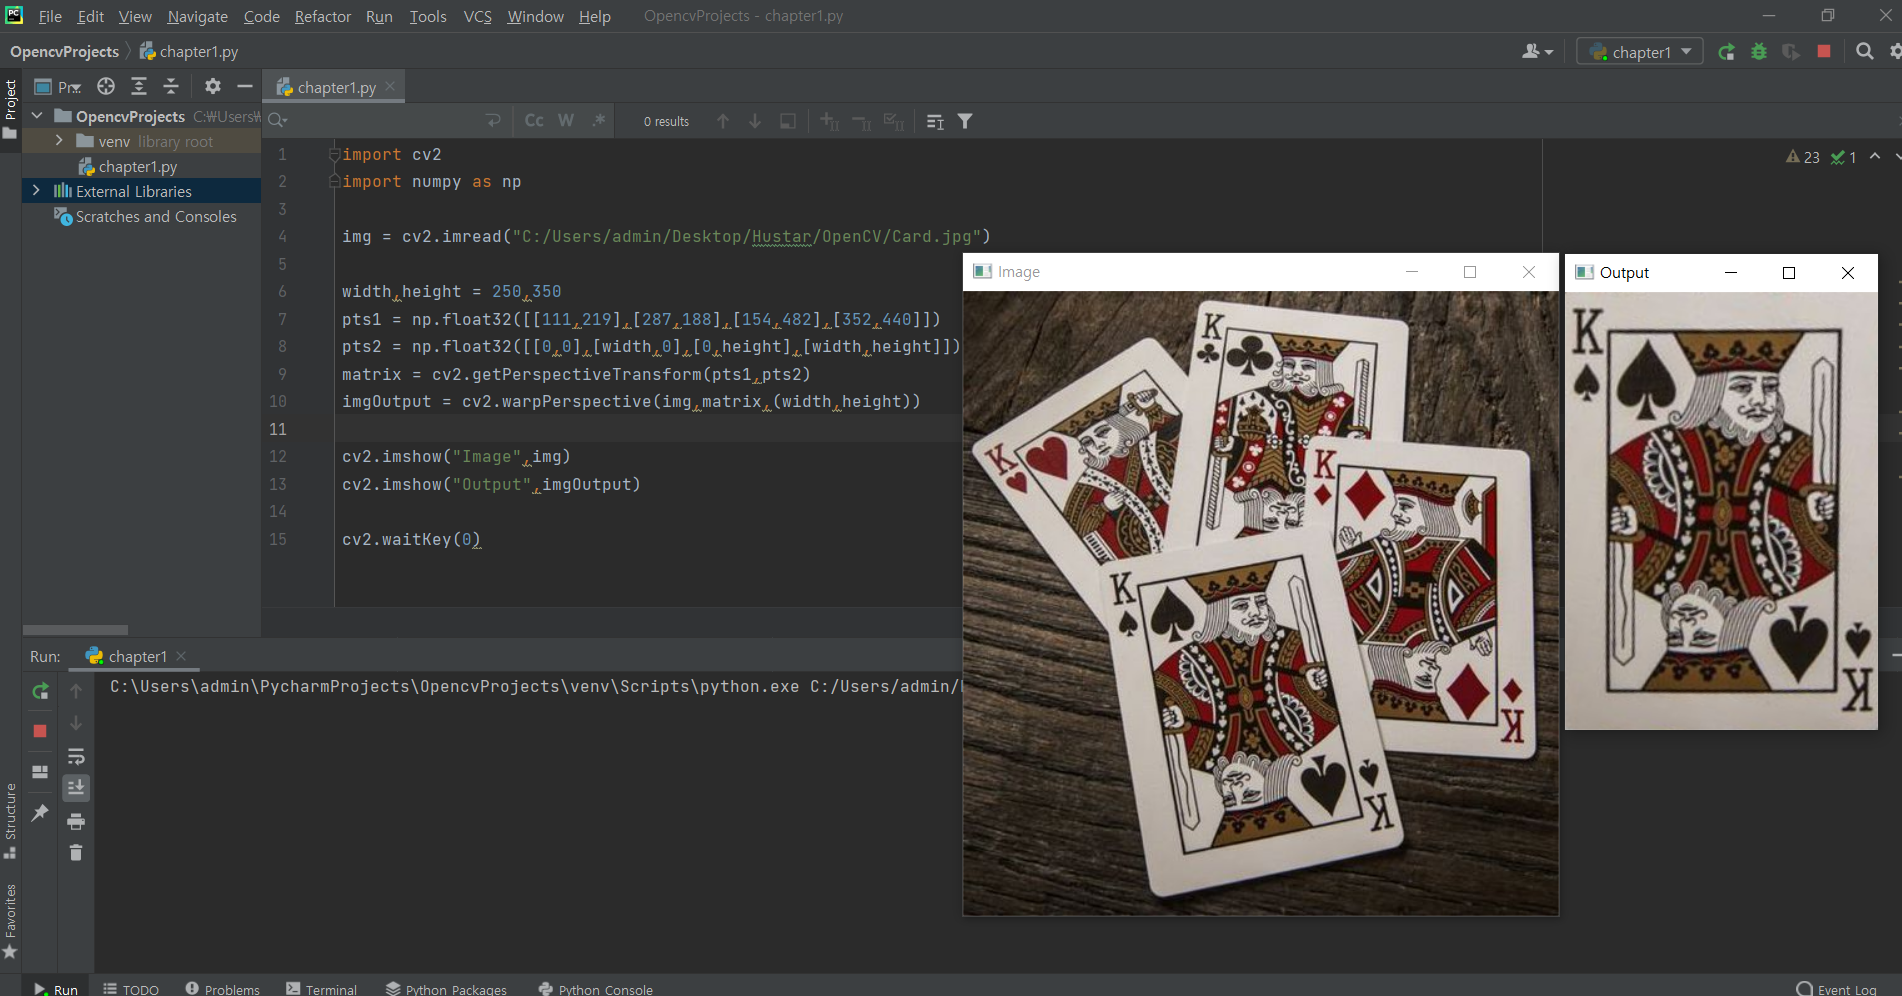 File Edit View Navigate Code Refactor Run Tools VCS Window Help OpencvProjects - chapter1.py
OpencvProjects chapter1.py
chapter1
Project
Pr
chapter1.py
OpencvProjects C:₩Users₩
venv library root
chapter1.py
External Libraries
Scratches and Consoles
Cc W .* 0 results
23 1
1 import cv2
2 import numpy as np
3
4 img = cv2.imread("C:/Users/admin/Desktop/Hustar/OpenCV/Card.jpg")
5
6 width,height = 250,350
7 pts1 = np.float32([[111,219],[287,188],[154,482],[352,440]])
8 pts2 = np.float32([[0,0],[width,0],[0,height],[width,height]])
9 matrix = cv2.getPerspectiveTransform(pts1,pts2)
10 imgOutput = cv2.warpPerspective(img,matrix,(width,height))
11
12 cv2.imshow("Image",img)
13 cv2.imshow("Output",imgOutput)
14
15 cv2.waitKey(0)
Image
K
K
K
K
K
K
Output
K
K
Run: chapter1
C:\Users\admin\PycharmProjects\OpencvProjects\venv\Scripts\python.exe C:/Users/admin/
Structure
Favorites
Run TODO Problems Terminal Python Packages Python Console Event Log